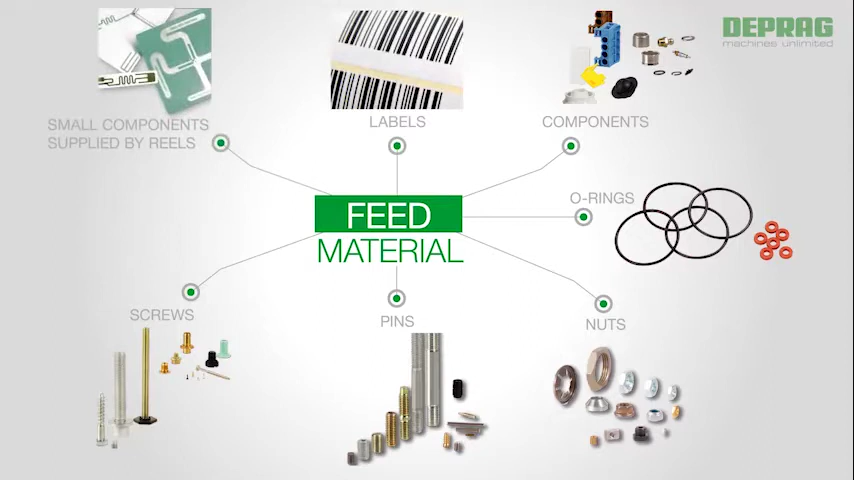 DEPRAG
machines unlimited
SMALL COMPONENTS
SUPPLIED BY REELS
LABELS
COMPONENTS
FEED
MATERIAL
O-RINGS
SCREWS
PINS
NUTS